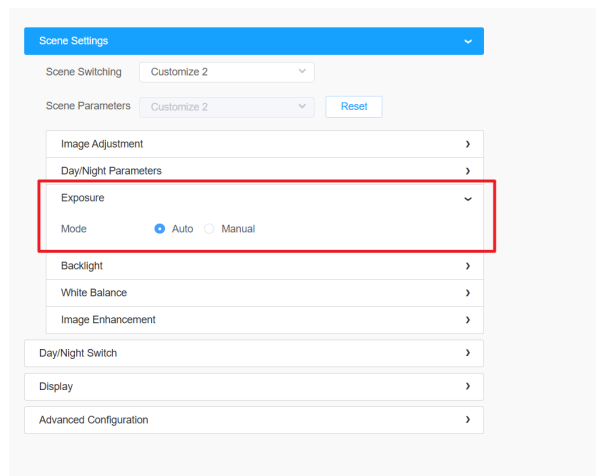 Scene Settings
Scene Switching Customize 2
Scene Parameters Customize 2 Reset
Image Adjustment
Day/Night Parameters
Exposure
Mode Auto Manual
Backlight
White Balance
Image Enhancement
Day/Night Switch
Display
Advanced Configuration